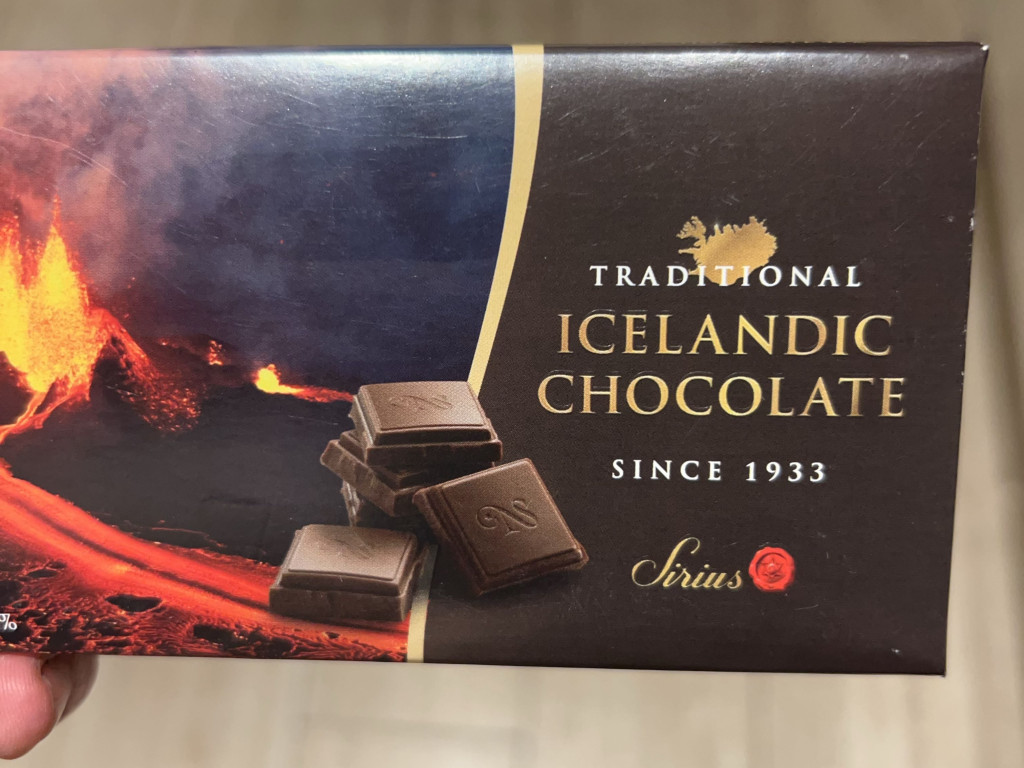 TRADITIONAL
ICELANDIC
CHOCOLATE
SINCE 1933
Sirius
%